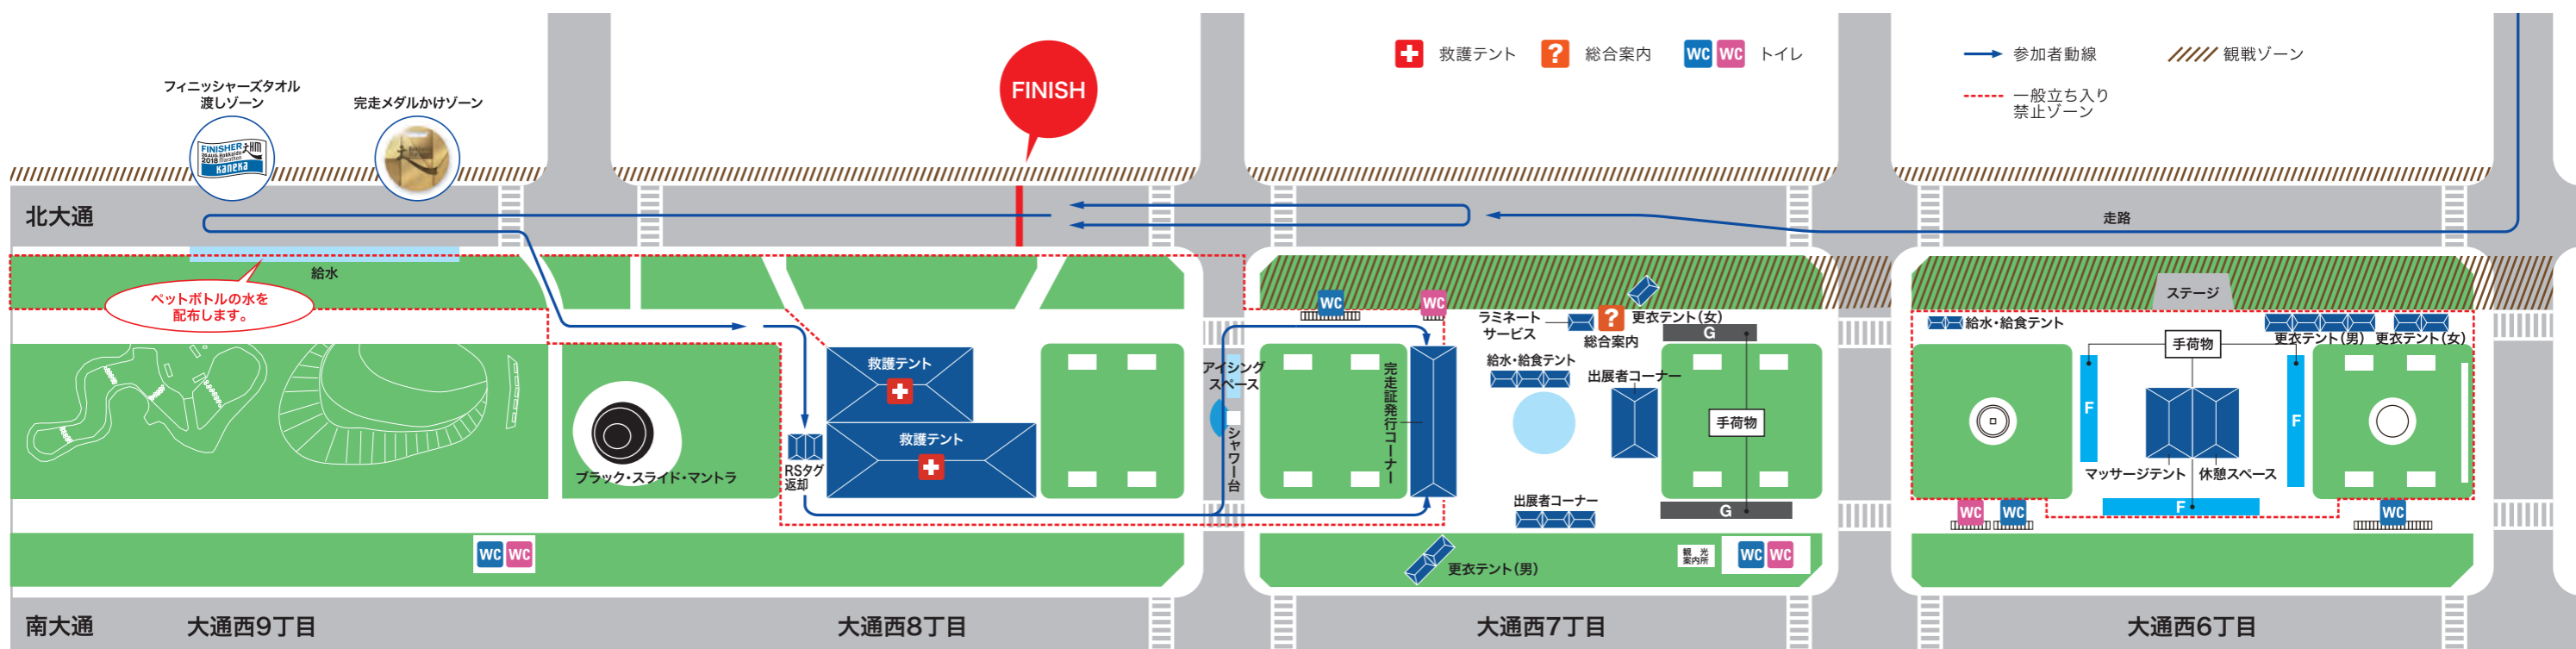 フィニッシャーズタオル
渡しゾーン
完走メダルかけゾーン
FINISHER
2018
Kaneka
FINISH
救護テント
?
総合案内
WC WC
トイレ
参加者動線
観戦ゾーン
一般立ち入り
禁止ゾーン
北大通
走路
給水
ペットボトルの水を
配布します。
ブラック・スライド・マントラ
RSタグ
返却
救護テント
救護テント
アイシング
スペース
シャワー台
WC
WC
完走証発行コーナー
ラミネート
サービス
?
総合案内
更衣テント(女)
給水・給食テント
出展者コーナー
G
手荷物
G
出展者コーナー
更衣テント(男)
観光
案内所
WC WC
WC WC
ステージ
給水・給食テント
手荷物
更衣テント(男)
更衣テント(女)
F
F
F
マッサージテント
休憩スペース
WC
WC
WC
南大通
大通西9丁目
大通西8丁目
大通西7丁目
大通西6丁目